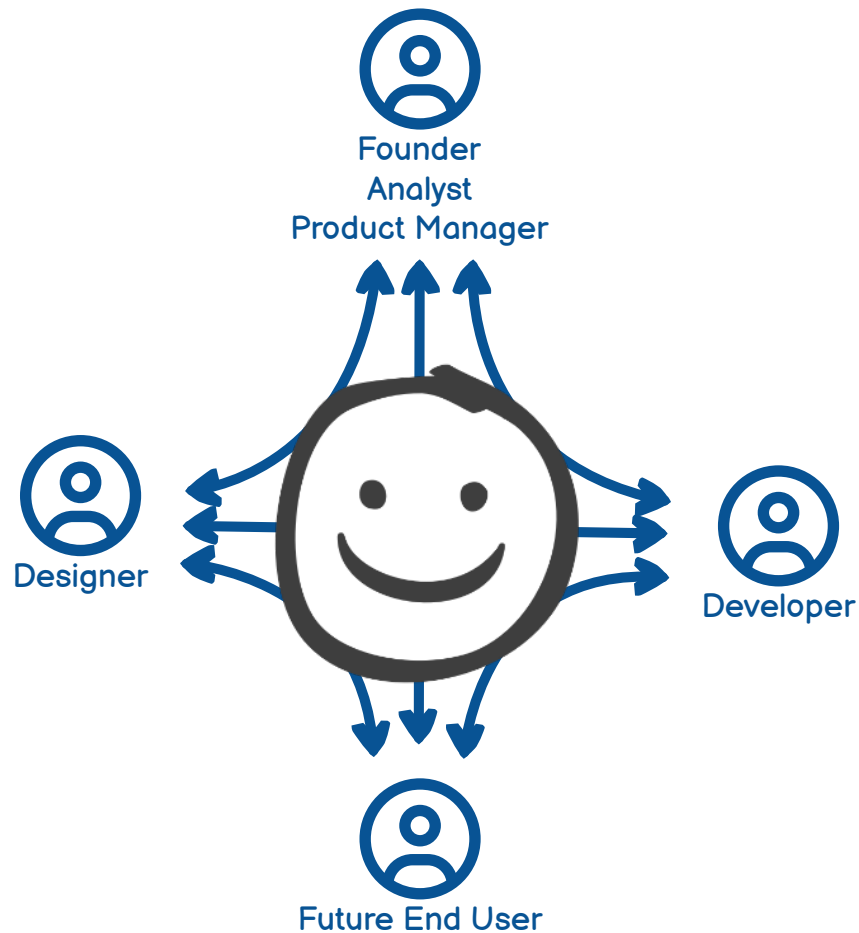 Founder
Analyst
Product Manager
Designer
Developer
Future End User